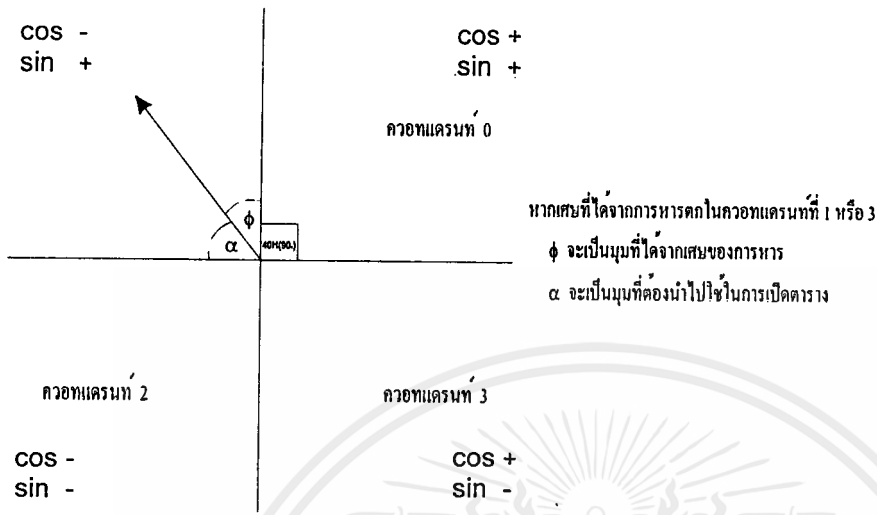 cos -
sin +
cos +
sin +
ควอทแดรนท์ 0
φ
α
40H(90°)
หากเศษที่ได้จากการหารตกในควอทแดรนท์ที่ 1 หรือ 3
φ จะเป็นมุมที่ได้จากเศษของการหาร
α จะเป็นมุมที่ต้องนำไปใช้ในการเปิดตาราง
ควอทแดรนท์ 2
ควอทแดรนท์ 3
cos -
sin -
cos +
sin -